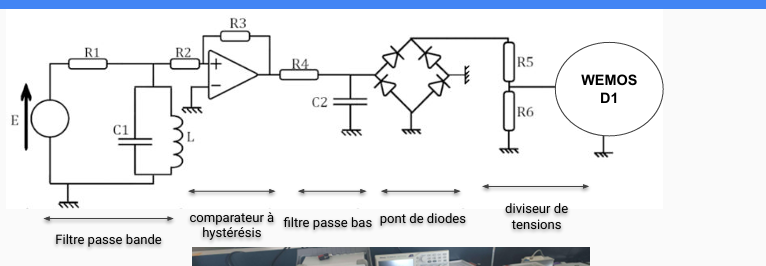 R3
R1
R2
+
-
R4
R5
E
C1
L
C2
R6
WEMOS
D1
Filtre passe bande
comparateur à
hystérésis
filtre passe bas
pont de diodes
diviseur de
tensions